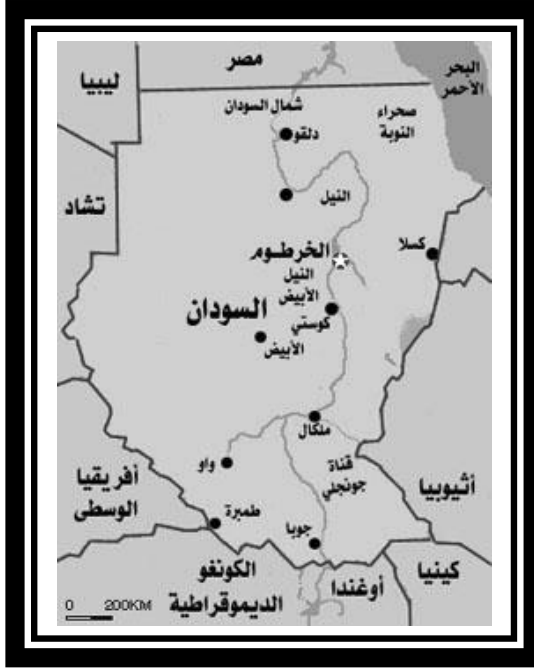 مصر
البحر
الأحمر
ليبيا
شمال السودان
صحراء
النوبة
دلقو
تشاد
النيل
كسلا
الخرطوم
النيل
الأبيض
السودان
كوستي
الأبيض
ملكال
واو
قناة
جونجلي
أثيوبيا
أفريقيا
الوسطى
طمبرة
جوبا
كينيا
أوغندا
الكونغو
الديموقراطية
0 200KM